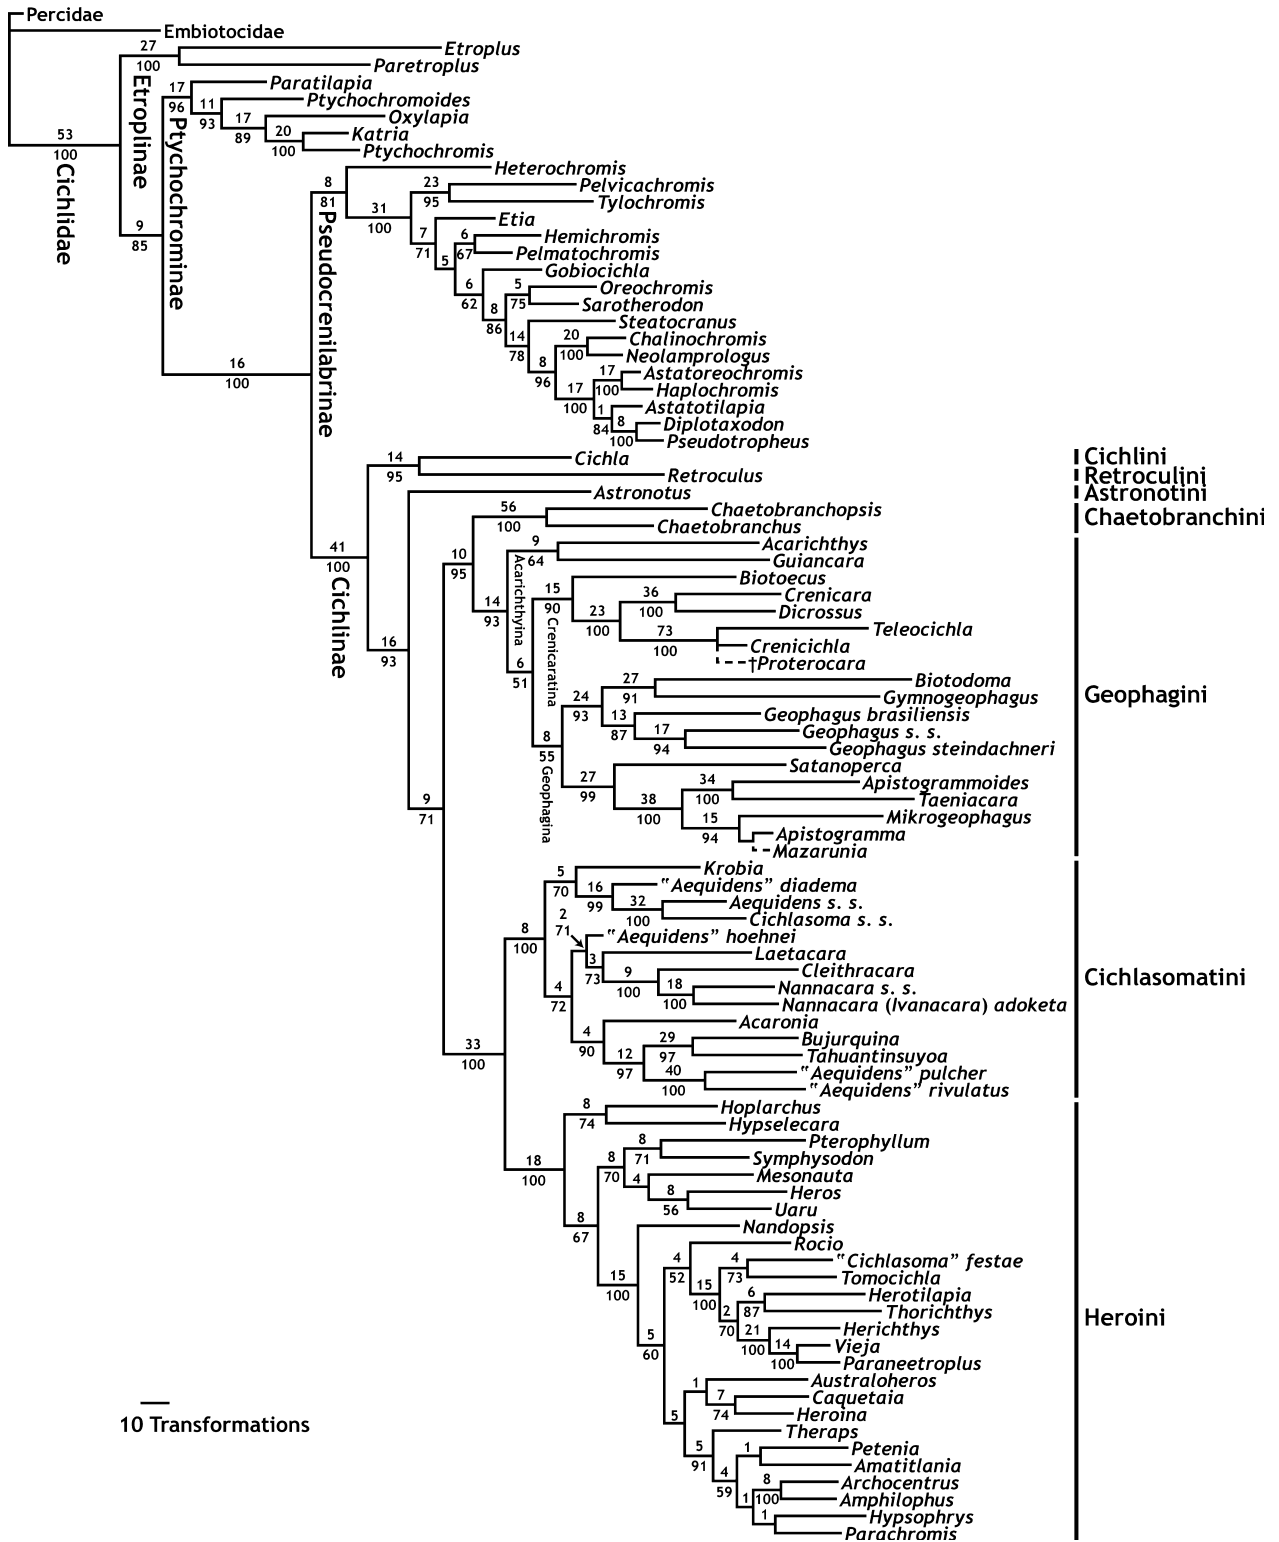 Percidae
Embiotocidae
27
100
Etroplus
Paretroplus
53
100
Cichlidae
Etroplinae
9
85
17
96
Paratilapia
11
93
Ptychochromoides
17
89
Oxylapia
20
100
Katria
Ptychochromis
Ptychochrominae
16
100
8
81
Heterochromis
31
100
23
95
Pelvicachromis
Tylochromis
7
71
Etia
5
6
67
Hemichromis
Pelmatochromis
6
62
Gobiocichla
8
86
5
75
Oreochromis
Sarotherodon
14
78
Steatocranus
8
96
20
100
Chalinochromis
Neolamprologus
17
100
17
100
Astatoreochromis
Haplochromis
1
84
Astatotilapia
8
100
Diplotaxodon
Pseudotropheus
Pseudocrenilabrinae
41
100
Cichlinae
14
95
Cichla
Retroculus
Cichlini
Retroculini
16
93
Astronotus
Astronotini
9
71
10
95
56
100
Chaetobranchopsis
Chaetobranchus
Chaetobranchini
14
93
9
64
Acarichthyina
Acarichthys
Guiancara
6
51
15
90
Crenicaratina
Biotoecus
23
100
36
100
Crenicara
Dicrossus
73
100
Teleocichla
Crenicichla
†Proterocara
8
55
Geophagina
24
93
27
91
Biotodoma
Gymnogeophagus
13
87
Geophagus brasiliensis
17
94
Geophagus s. s.
Geophagus steindachneri
27
99
Satanoperca
38
100
34
100
Apistogrammoides
Taeniacara
15
94
Mikrogeophagus
Apistogramma
Mazarunia
Geophagini
33
100
8
100
5
70
Krobia
16
99
"Aequidens" diadema
32
100
Aequidens s. s.
Cichlasoma s. s.
4
72
2
71
"Aequidens" hoehnei
3
73
Laetacara
9
100
Cleithracara
18
100
Nannacara s. s.
Nannacara (Ivanacara) adoketa
4
90
Acaronia
12
97
29
97
Bujurquina
Tahuantinsuyoa
40
100
"Aequidens" pulcher
"Aequidens" rivulatus
Cichlasomatini
18
100
8
74
Hoplarchus
Hypselecara
8
67
8
70
8
71
Pterophyllum
Symphysodon
4
Mesonauta
8
56
Heros
Uaru
15
100
Nandopsis
5
60
4
52
Rocio
15
100
4
73
"Cichlasoma" festae
Tomocichla
2
70
6
87
Herotilapia
Thorichthys
21
100
Herichthys
14
100
Vieja
Paraneetroplus
5
1
Australoheros
7
74
Caquetaia
Heroina
5
91
Theraps
4
59
1
Petenia
Amatitlania
1
8
100
Archocentrus
Amphilophus
1
Hypsophrys
Parachromis
Heroini
10 Transformations